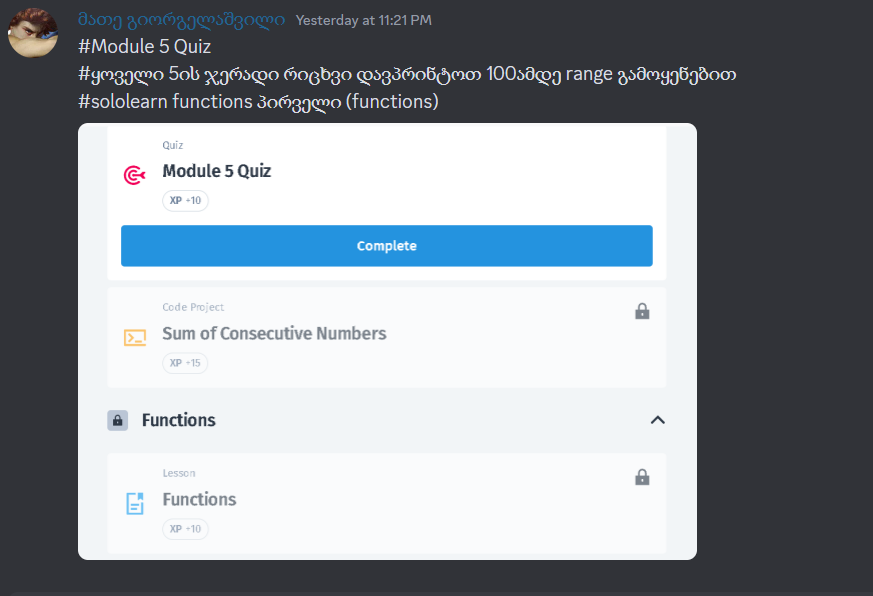 მათე გიორგელაშვილი Yesterday at 11:21 PM
#Module 5 Quiz
#ყოველი 5ის ჯერადი რიცხვი დავპრინტოთ 100ამდე range გამოყენებით
#sololearn functions პირველი (functions)
Quiz
Module 5 Quiz
XP +10
Complete
Code Project
Sum of Consecutive Numbers
XP +15
Functions
Lesson
Functions
XP +10